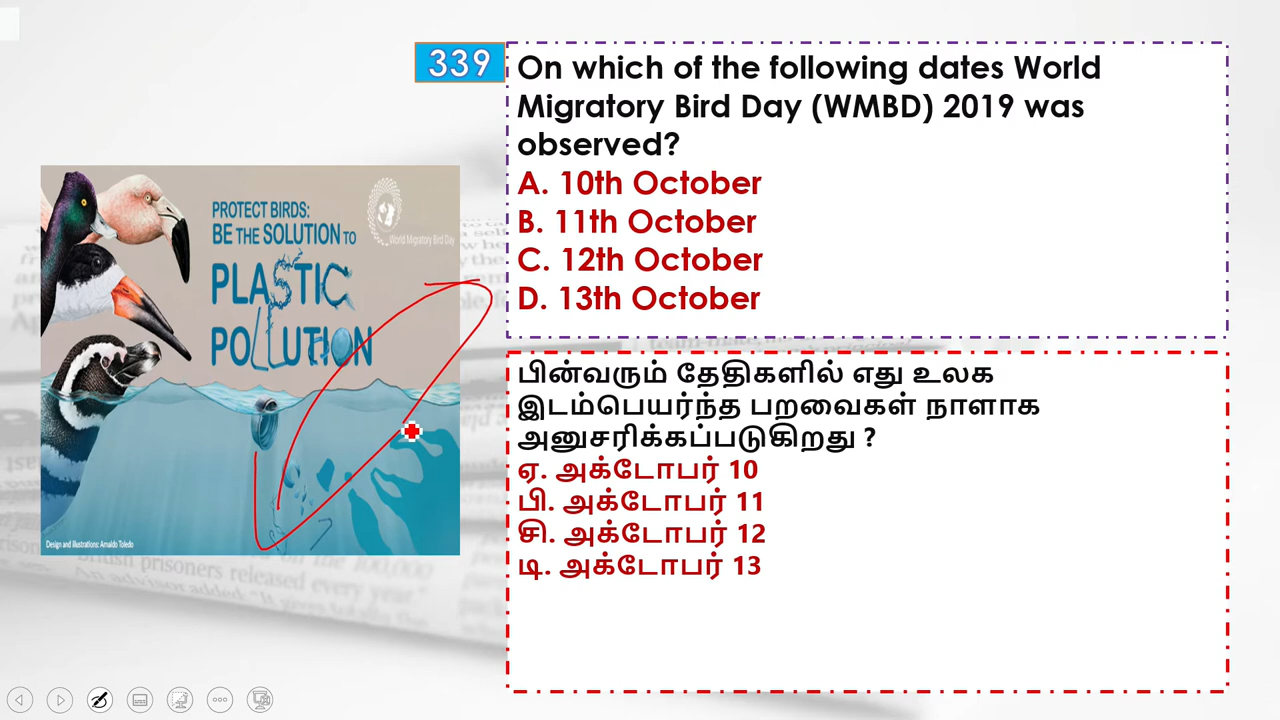 339
On which of the following dates World
Migratory Bird Day (WMBD) 2019 was
observed?
A. 10th October
B. 11th October
C. 12th October
D. 13th October
PROTECT BIRDS:
BE THE SOLUTION TO
PLASTIC
POLLUTION
World Migratory Bird Day
Design and illustrations: Arnaldo Toledo
பின்வரும் தேதிகளில் எது உலக
இடம்பெயர்ந்த பறவைகள் நாளாக
அனுசரிக்கப்படுகிறது ?
ஏ. அக்டோபர் 10
பி. அக்டோபர் 11
சி. அக்டோபர் 12
டி. அக்டோபர் 13
British prisoners released every year"